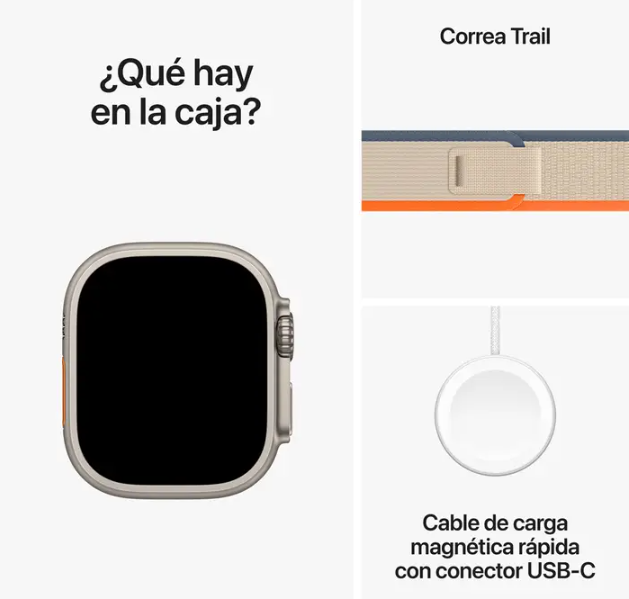 ¿Qué hay
en la caja?
Correa Trail
Cable de carga
magnética rápida
con conector USB-C